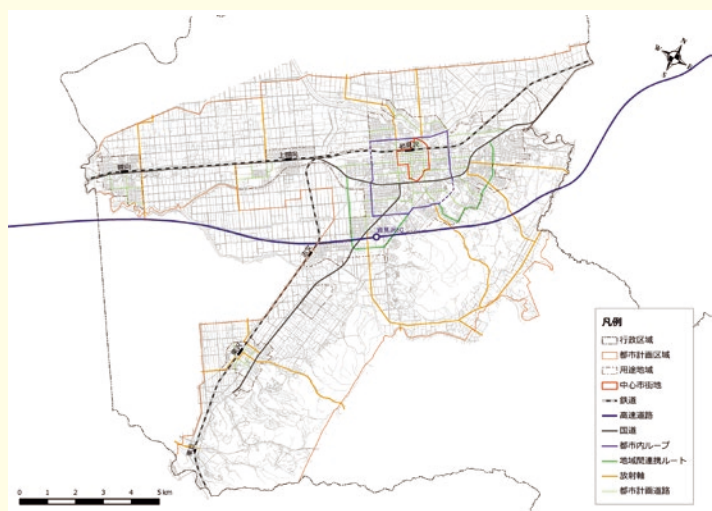 N
W
E
S
凡例
行政区域
都市計画区域
用途地域
中心市街地
鉄道
高速道路
国道
都市内ループ
地域間連携ルート
放射軸
都市計画道路
0 1 2 3 4 5 km